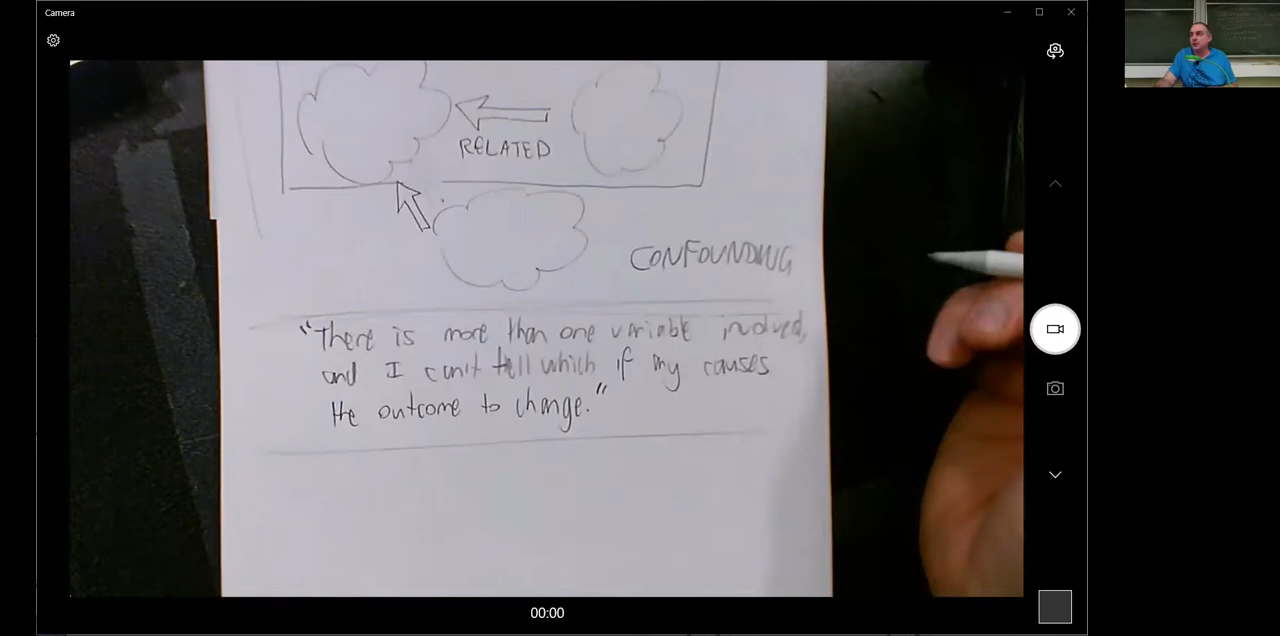 Camera
RELATED
CONFOUNDING
"There is more than one variable involved,
and I can't tell which if my causes
the outcome to change."
00:00